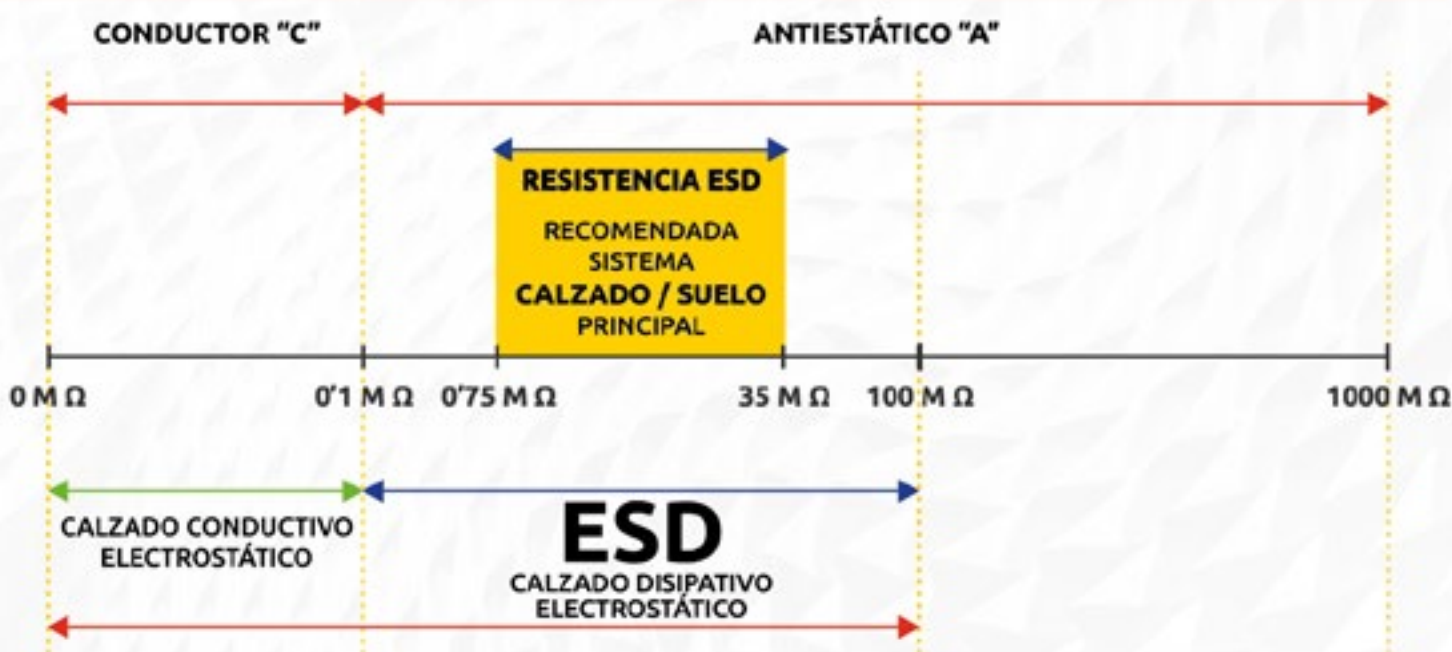 CONDUCTOR "C"
ANTIESTÁTICO "A"
RESISTENCIA ESD
RECOMENDADA
SISTEMA
CALZADO / SUELO
PRINCIPAL
0 M Ω
0'1 M Ω
0'75 M Ω
35 M Ω
100 M Ω
1000 M Ω
CALZADO CONDUCTIVO
ELECTROSTÁTICO
ESD
CALZADO DISIPATIVO
ELECTROSTÁTICO